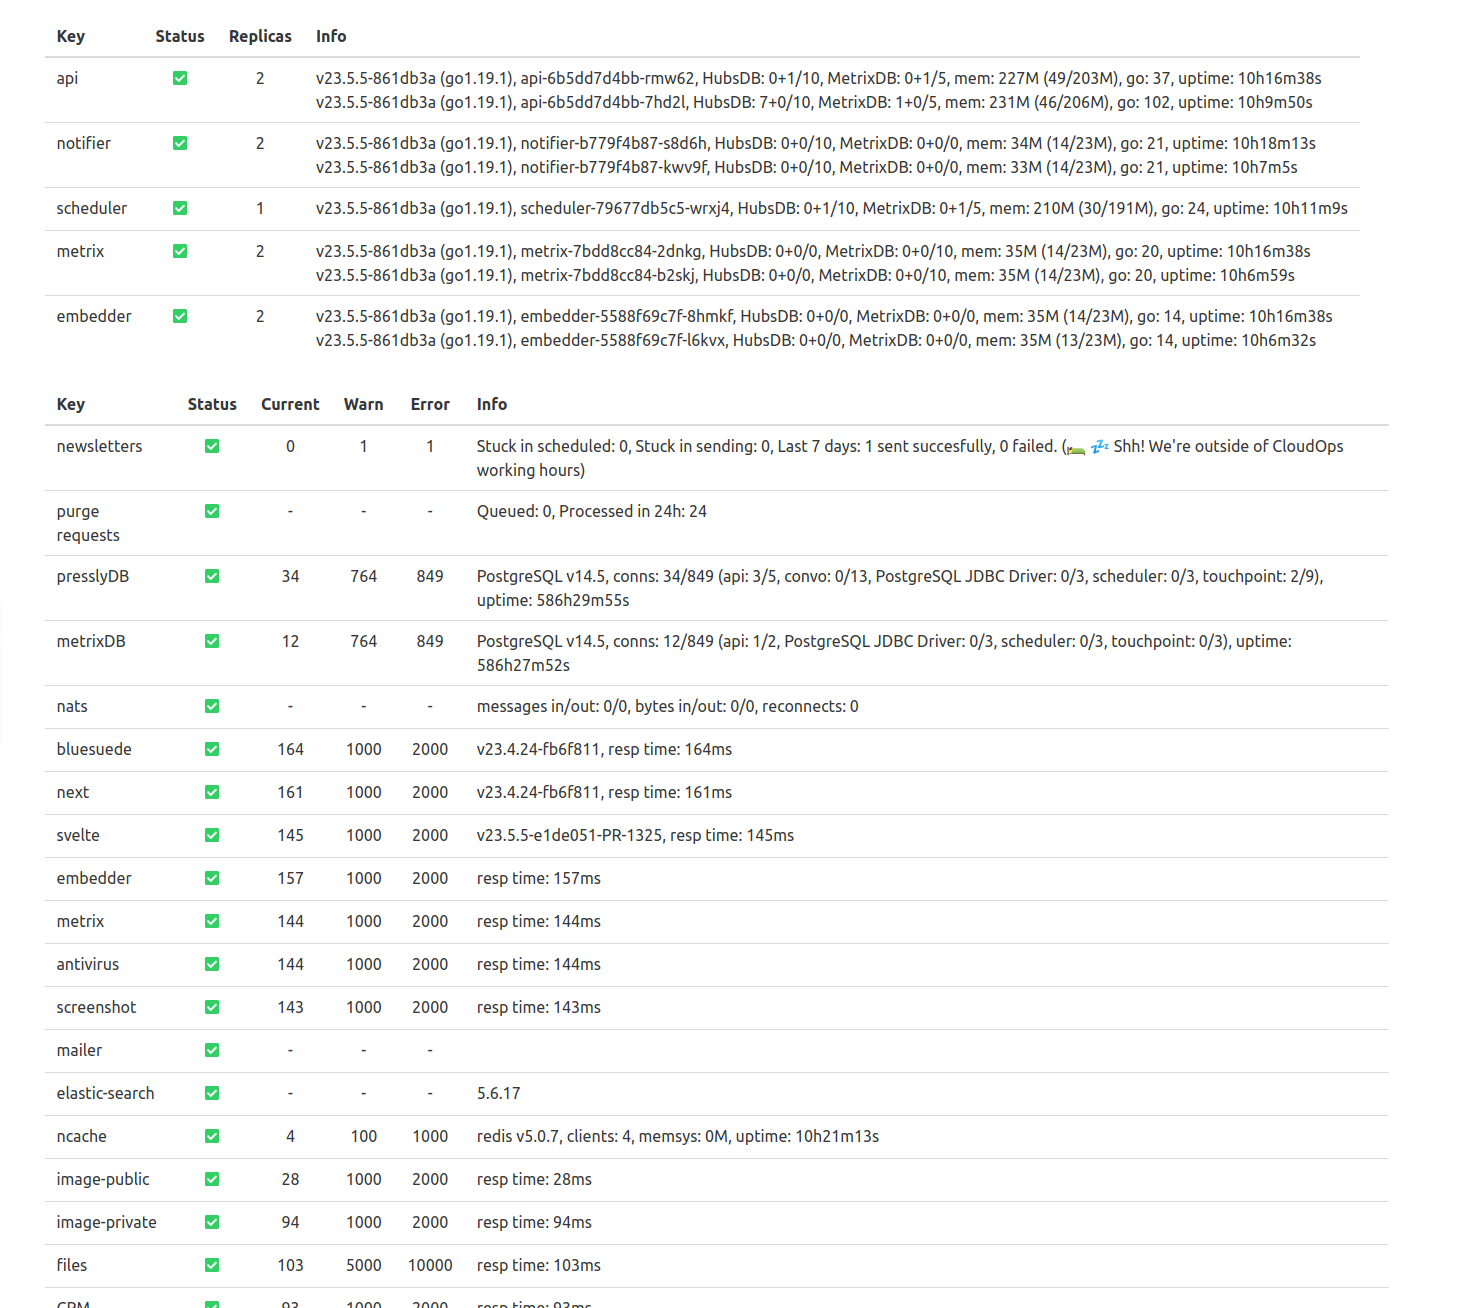 Key Status Replicas Info
api 2 v23.5.5-861db3a (go1.19.1), api-6b5dd7d4bb-rmw62, HubsDB: 0+1/10, MetrixDB: 0+1/5, mem: 227M (49/203M), go: 37, uptime: 10h16m38s
v23.5.5-861db3a (go1.19.1), api-6b5dd7d4bb-7hd2l, HubsDB: 7+0/10, MetrixDB: 1+0/5, mem: 231M (46/206M), go: 102, uptime: 10h9m50s
notifier 2 v23.5.5-861db3a (go1.19.1), notifier-b779f4b87-s8d6h, HubsDB: 0+0/10, MetrixDB: 0+0/0, mem: 34M (14/23M), go: 21, uptime: 10h18m13s
v23.5.5-861db3a (go1.19.1), notifier-b779f4b87-kwv9f, HubsDB: 0+0/10, MetrixDB: 0+0/0, mem: 33M (14/23M), go: 21, uptime: 10h7m5s
scheduler 1 v23.5.5-861db3a (go1.19.1), scheduler-79677db5c5-wrxj4, HubsDB: 0+1/10, MetrixDB: 0+1/5, mem: 210M (30/191M), go: 24, uptime: 10h11m9s
metrix 2 v23.5.5-861db3a (go1.19.1), metrix-7bdd8cc84-2dnkg, HubsDB: 0+0/0, MetrixDB: 0+0/10, mem: 35M (14/23M), go: 20, uptime: 10h16m38s
v23.5.5-861db3a (go1.19.1), metrix-7bdd8cc84-b2skj, HubsDB: 0+0/0, MetrixDB: 0+0/10, mem: 35M (14/23M), go: 20, uptime: 10h6m59s
embedder 2 v23.5.5-861db3a (go1.19.1), embedder-5588f69c7f-8hmkf, HubsDB: 0+0/0, MetrixDB: 0+0/0, mem: 35M (14/23M), go: 14, uptime: 10h16m38s
v23.5.5-861db3a (go1.19.1), embedder-5588f69c7f-l6kvx, HubsDB: 0+0/0, MetrixDB: 0+0/0, mem: 35M (13/23M), go: 14, uptime: 10h6m32s
Key Status Current Warn Error Info
newsletters 0 1 1 Stuck in scheduled: 0, Stuck in sending: 0, Last 7 days: 1 sent succesfully, 0 failed. (🛏️ 💤 Shh! We're outside of CloudOps
working hours)
purge - - - Queued: 0, Processed in 24h: 24
requests
presslyDB 34 764 849 PostgreSQL v14.5, conns: 34/849 (api: 3/5, convo: 0/13, PostgreSQL JDBC Driver: 0/3, scheduler: 0/3, touchpoint: 2/9),
uptime: 586h29m55s
metrixDB 12 764 849 PostgreSQL v14.5, conns: 12/849 (api: 1/2, PostgreSQL JDBC Driver: 0/3, scheduler: 0/3, touchpoint: 0/3), uptime:
586h27m52s
nats - - - messages in/out: 0/0, bytes in/out: 0/0, reconnects: 0
bluesuede 164 1000 2000 v23.4.24-fb6f811, resp time: 164ms
next 161 1000 2000 v23.4.24-fb6f811, resp time: 161ms
svelte 145 1000 2000 v23.5.5-e1de051-PR-1325, resp time: 145ms
embedder 157 1000 2000 resp time: 157ms
metrix 144 1000 2000 resp time: 144ms
antivirus 144 1000 2000 resp time: 144ms
screenshot 143 1000 2000 resp time: 143ms
mailer - - -
elastic-search - - - 5.6.17
ncache 4 100 1000 redis v5.0.7, clients: 4, memsys: 0M, uptime: 10h21m13s
image-public 28 1000 2000 resp time: 28ms
image-private 94 1000 2000 resp time: 94ms
files 103 5000 10000 resp time: 103ms
93 1000 2000 resp time: 93ms